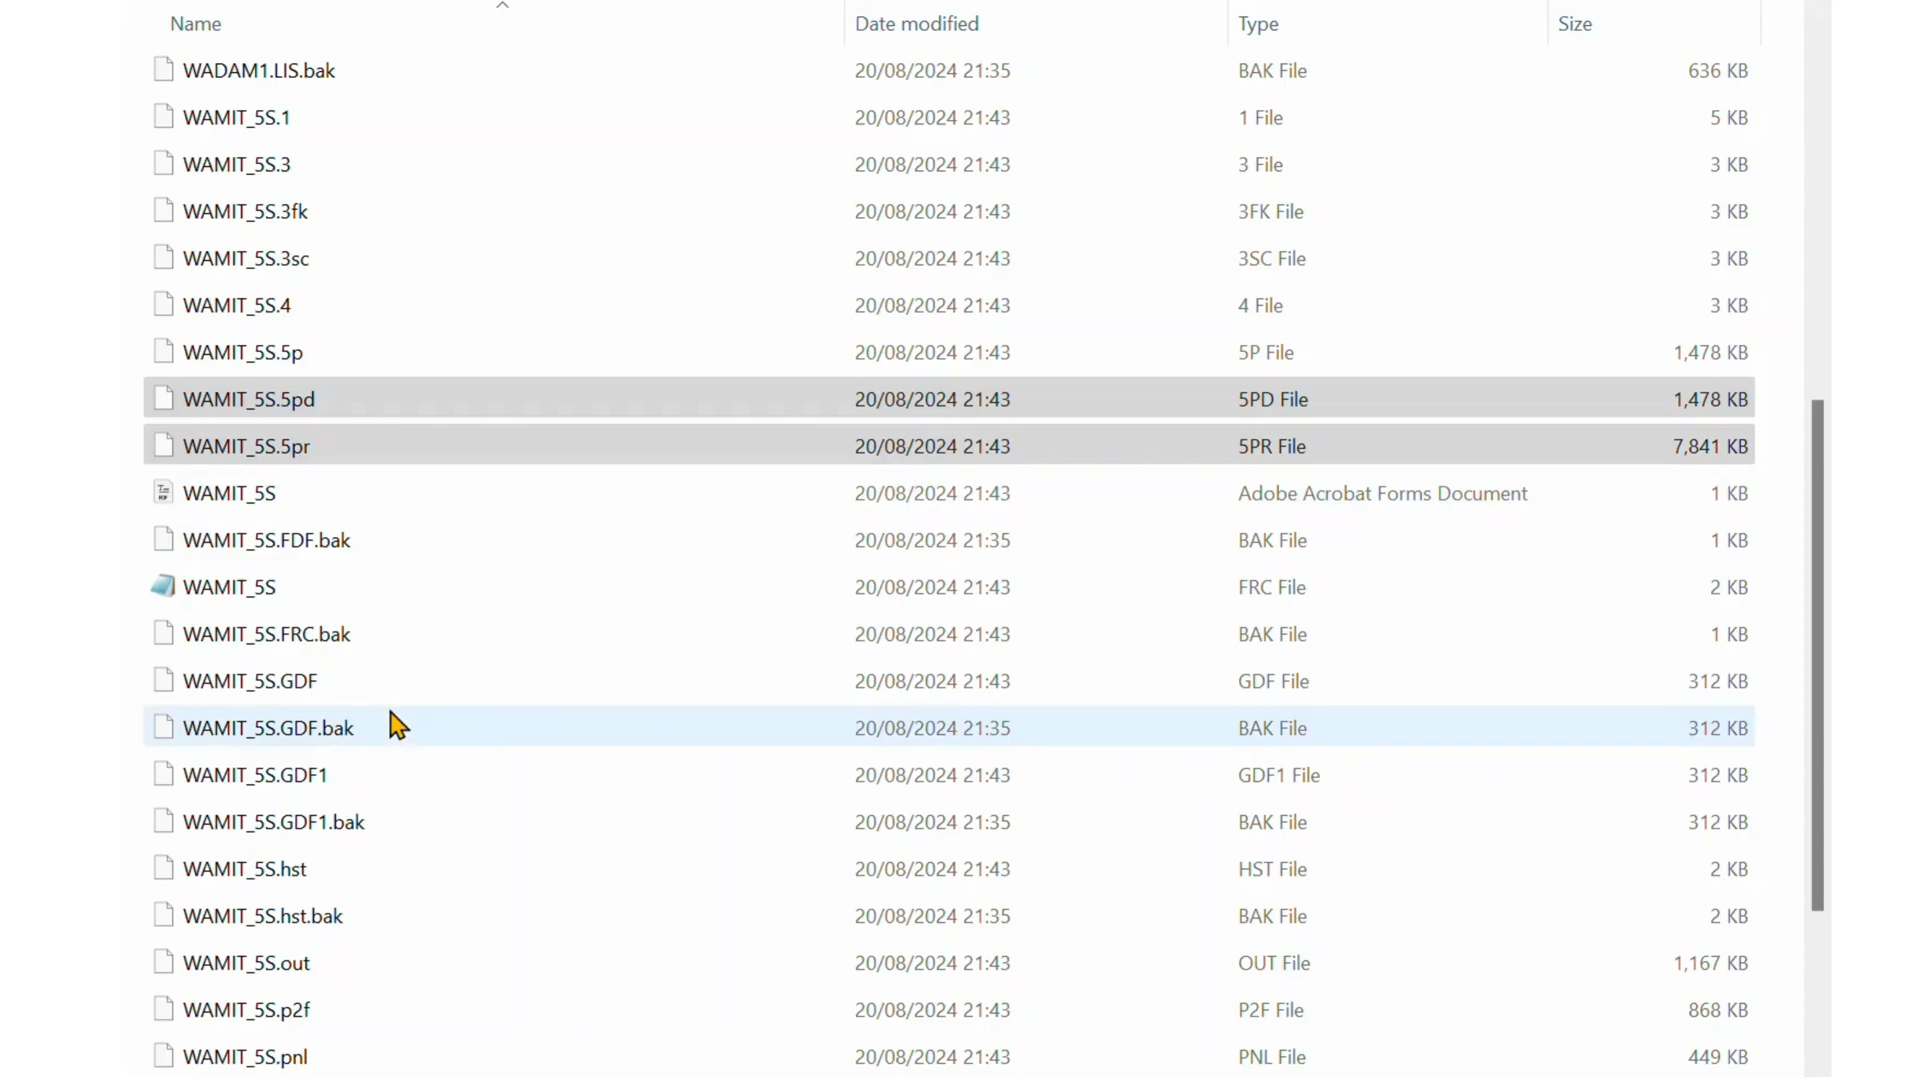 Name Date modified Type Size
WADAM1.LIS.bak 20/08/2024 21:35 BAK File 636 KB
WAMIT_5S.1 20/08/2024 21:43 1 File 5 KB
WAMIT_5S.3 20/08/2024 21:43 3 File 3 KB
WAMIT_5S.3fk 20/08/2024 21:43 3FK File 3 KB
WAMIT_5S.3sc 20/08/2024 21:43 3SC File 3 KB
WAMIT_5S.4 20/08/2024 21:43 4 File 3 KB
WAMIT_5S.5p 20/08/2024 21:43 5P File 1,478 KB
WAMIT_5S.5pd 20/08/2024 21:43 5PD File 1,478 KB
WAMIT_5S.5pr 20/08/2024 21:43 5PR File 7,841 KB
WAMIT_5S 20/08/2024 21:43 Adobe Acrobat Forms Document 1 KB
WAMIT_5S.FDF.bak 20/08/2024 21:35 BAK File 1 KB
WAMIT_5S 20/08/2024 21:43 FRC File 2 KB
WAMIT_5S.FRC.bak 20/08/2024 21:43 BAK File 1 KB
WAMIT_5S.GDF 20/08/2024 21:43 GDF File 312 KB
WAMIT_5S.GDF.bak 20/08/2024 21:35 BAK File 312 KB
WAMIT_5S.GDF1 20/08/2024 21:43 GDF1 File 312 KB
WAMIT_5S.GDF1.bak 20/08/2024 21:35 BAK File 312 KB
WAMIT_5S.hst 20/08/2024 21:43 HST File 2 KB
WAMIT_5S.hst.bak 20/08/2024 21:35 BAK File 2 KB
WAMIT_5S.out 20/08/2024 21:43 OUT File 1,167 KB
WAMIT_5S.p2f 20/08/2024 21:43 P2F File 868 KB
WAMIT_5S.pnl 20/08/2024 21:43 PNL File 449 KB